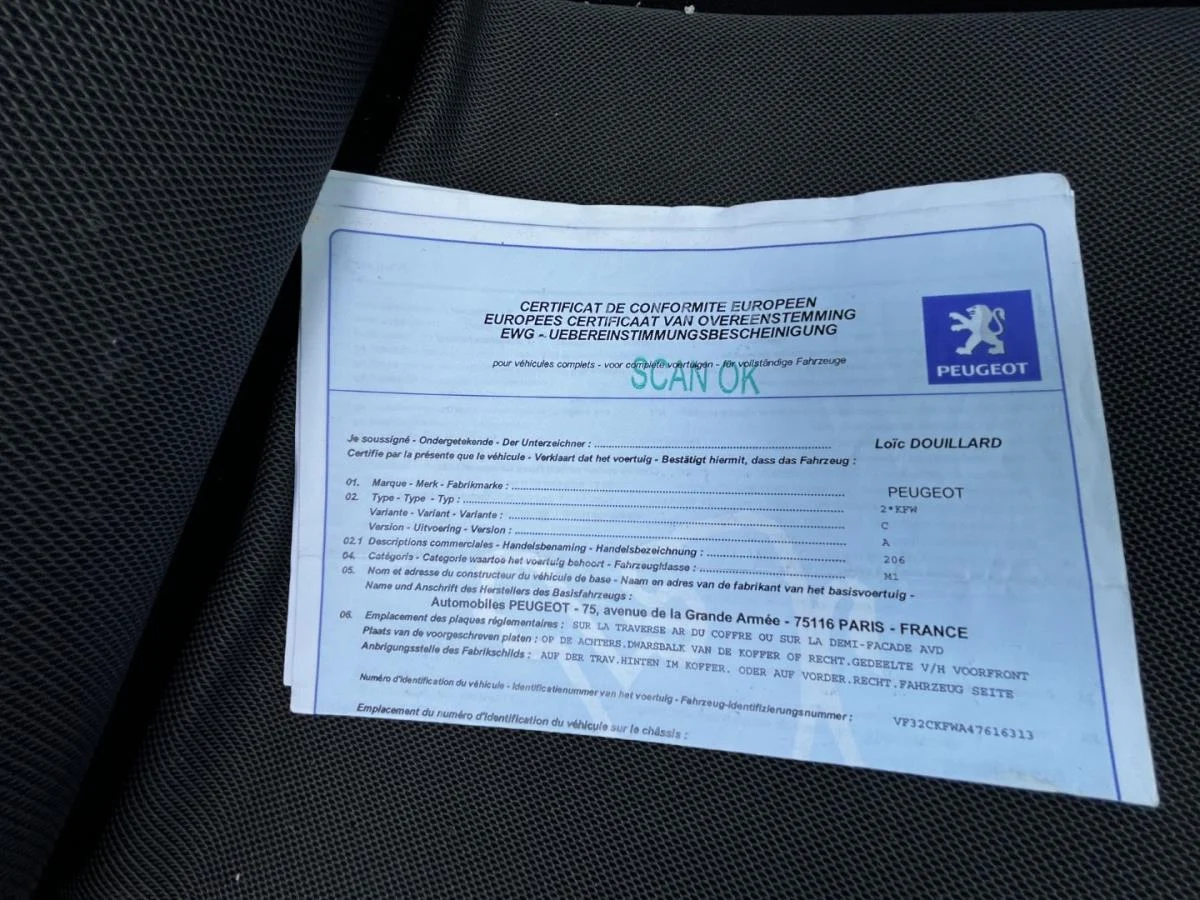 CERTIFICAT DE CONFORMITE EUROPEEN
EUROPEES CERTIFICAAT VAN OVEREENSTEMMING
EWG - UEBEREINSTIMMUNGSBESCHEINIGUNG
pour véhicules complets - voor complete voertuigen - für vollständige Fahrzeuge
SCAN OK
PEUGEOT
Je soussigné - Ondergetekende - Der Unterzeichner : Loïc DOUILLARD
Certifie par la présente que le véhicule - Verklaart dat het voertuig - Bestätigt hiermit, dass das Fahrzeug :
01. Marque - Merk - Fabrikmarke : PEUGEOT
02. Type - Type - Typ : 2*KFW
Variante - Variant - Variante : C
Version - Uitvoering - Version : A
02.1 Descriptions commerciales - Handelsbenaming - Handelsbezeichnung : 206
04. Catégorie - Categorie waartoe het voertuig behoort - Fahrzeugklasse : M1
05. Nom et adresse du constructeur du véhicule de base - Naam en adres van de fabrikant van het basisvoertuig -
Name und Anschrift des Herstellers des Basisfahrzeugs :
Automobiles PEUGEOT - 75, avenue de la Grande Armée - 75116 PARIS - FRANCE
06. Emplacement des plaques réglementaires : SUR LA TRAVERSE AR DU COFFRE OU SUR LA DEMI-FACADE AVD
Plaats van de voorgeschreven platen : OP DE ACHTERS.DWARSBALK VAN DE KOFFER OF RECHT.GEDEELTE V/H VOORFRONT
Anbrigungsstelle des Fabrikschilds : AUF DER TRAV.HINTEN IM KOFFER. ODER AUF VORDER.RECHT.FAHRZEUG SEITE
Numéro d'identification du véhicule - Identificatienummer van het voertuig - Fahrzeug-Identifizierungsnummer : VF32CKFWA47616313
Emplacement du numéro d'identification du véhicule sur le châssis :